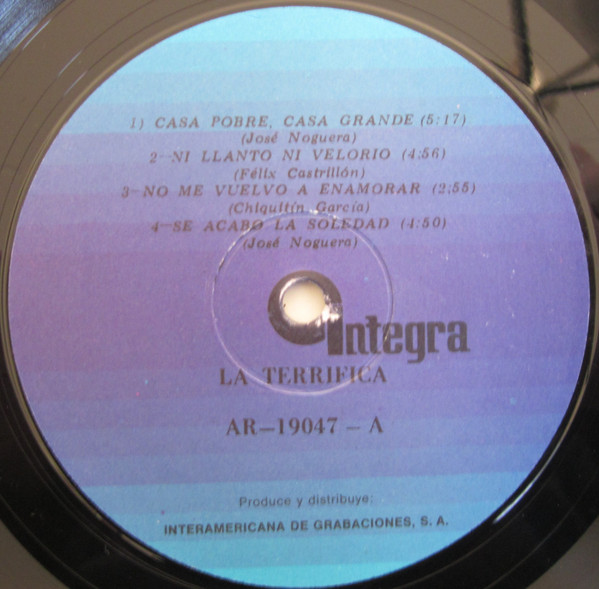 1) CASA POBRE, CASA GRANDE (5:17)
(José Noguera)
2—NI LLANTO NI VELORIO (4:56)
(Félix Castrillón)
3—NO ME VUELVO A ENAMORAR (2:55)
(Chiquitín García)
4—SE ACABO LA SOLEDAD (4:50)
(José Noguera)
Integra
LA TERRIFICA
AR—19047 — A
Produce y distribuye:
INTERAMERICANA DE GRABACIONES, S. A.